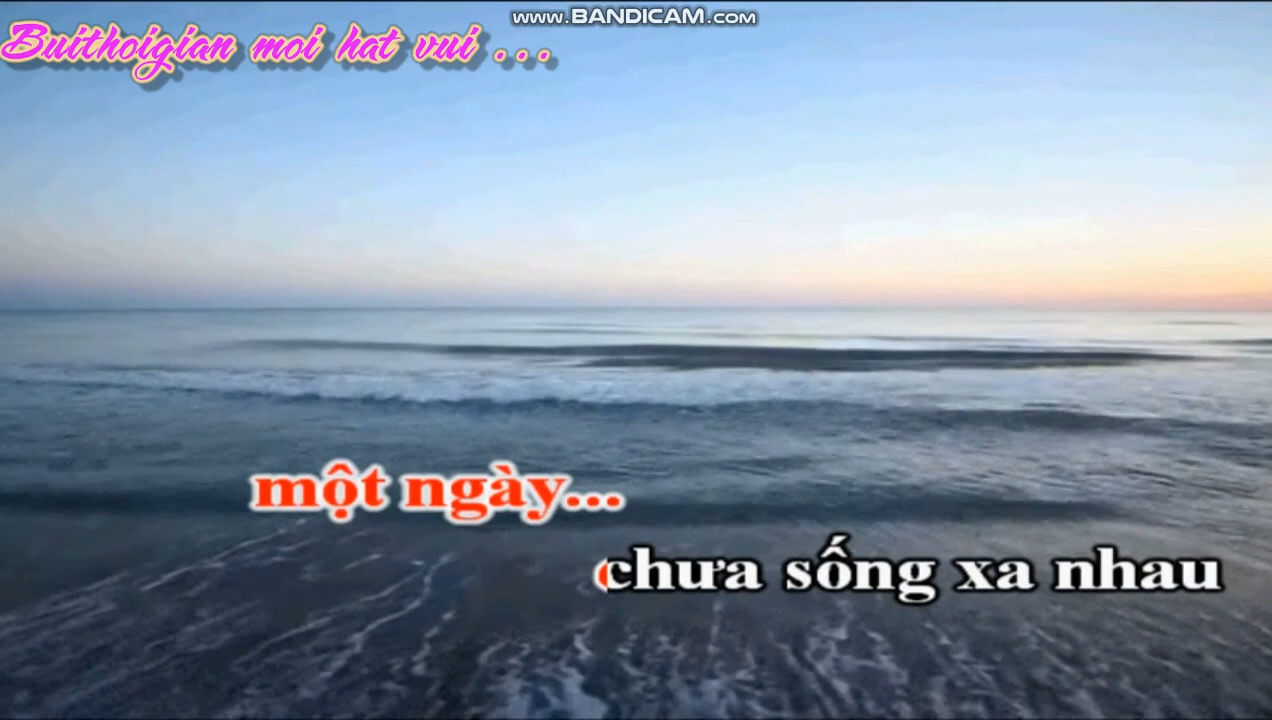 www.BANDICAM.com
Buithoigian moi hat vui ...
một ngày...
chưa sống xa nhau